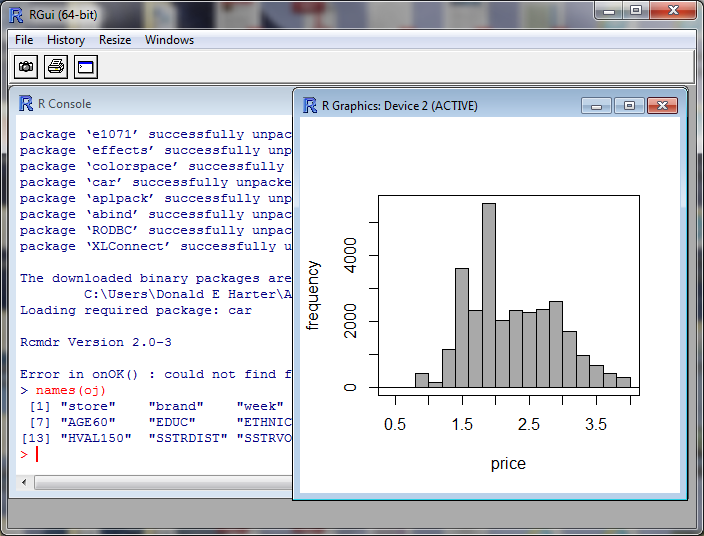 RGui (64-bit)
File History Resize Windows
R Console
package ‘e1071’ successfully unpac
package ‘effects’ successfully unp
package ‘colorspace’ successfully
package ‘car’ successfully unpacke
package ‘aplpack’ successfully unp
package ‘abind’ successfully unpac
package ‘RODBC’ successfully unpac
package ‘XLConnect’ successfully u
The downloaded binary packages are
C:\Users\Donald E Harter\A
Loading required package: car
Rcmdr Version 2.0-3
Error in onOK() : could not find f
> names(oj)
[1] "store" "brand" "week"
[7] "AGE60" "EDUC" "ETHNIC
[13] "HVAL150" "SSTRDIST" "SSTRVO
>
R Graphics: Device 2 (ACTIVE)
frequency
4000
2000
0
0.5 1.5 2.5 3.5
price